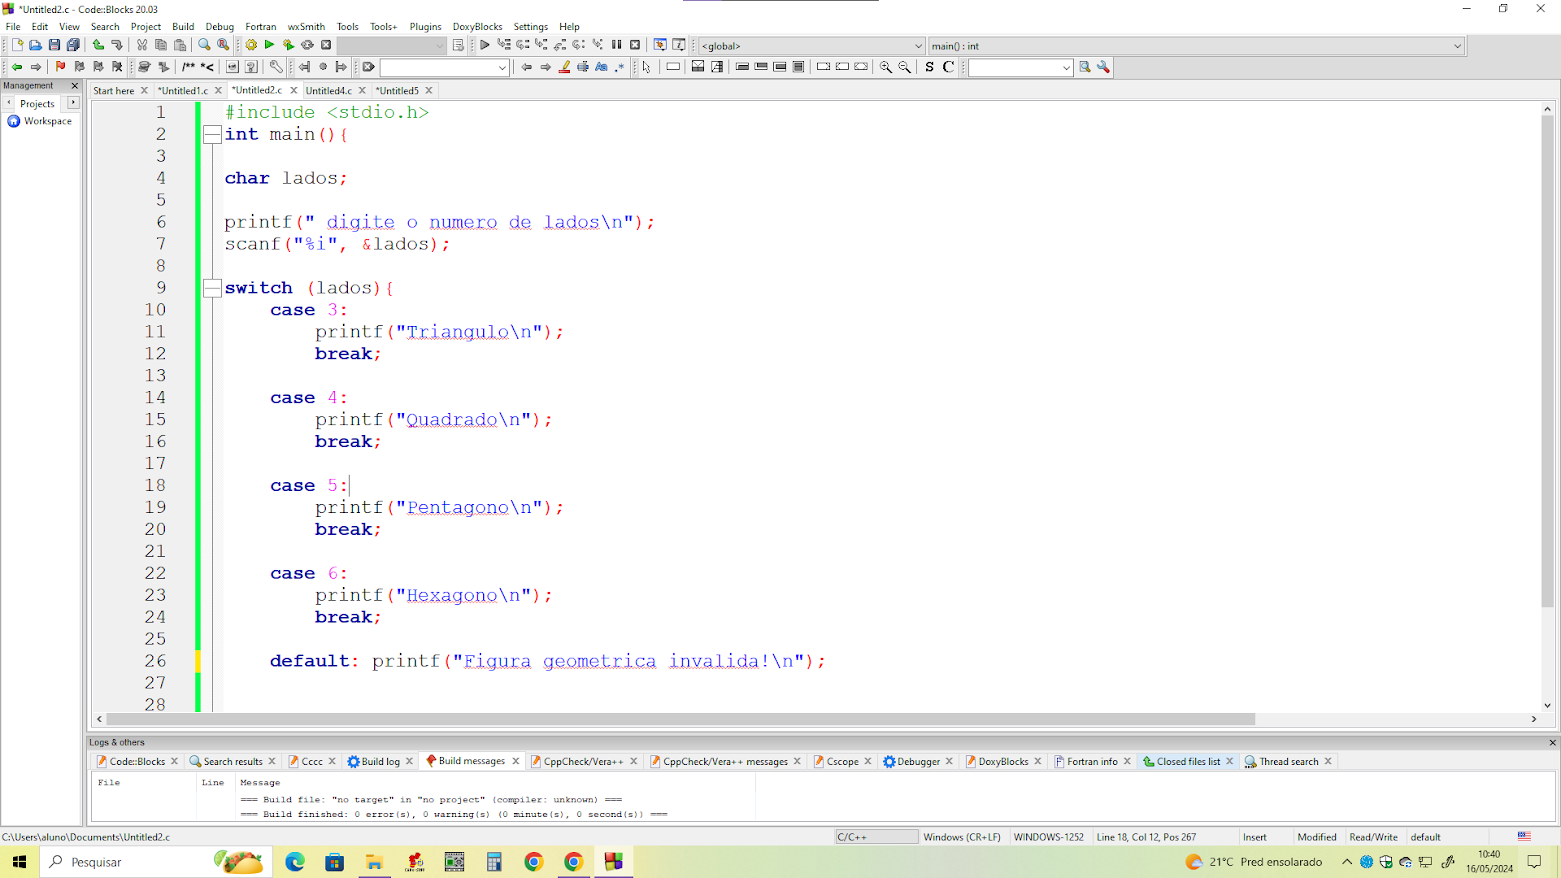 *Untitled2.c - Code::Blocks 20.03
File Edit View Search Project Build Debug Fortran wxSmith Tools Tools+ Plugins DoxyBlocks Settings Help
<global> main() : int
/** *<
S C
Management
Projects
Workspace
Start here *Untitled1.c *Untitled2.c Untitled4.c *Untitled5
1 #include <stdio.h>
2 int main(){
3
4 char lados;
5
6 printf(" digite o numero de lados\n");
7 scanf("%i", &lados);
8
9 switch (lados){
10 case 3:
11 printf("Triangulo\n");
12 break;
13
14 case 4:
15 printf("Quadrado\n");
16 break;
17
18 case 5:
19 printf("Pentagono\n");
20 break;
21
22 case 6:
23 printf("Hexagono\n");
24 break;
25
26 default: printf("Figura geometrica invalida!\n");
27
28
Logs & others
Code::Blocks Search results Cccc Build log Build messages CppCheck/Vera++ CppCheck/Vera++ messages Cscope Debugger DoxyBlocks Fortran info Closed files list Thread search
File Line Message
=== Build file: "no target" in "no project" (compiler: unknown) ===
=== Build finished: 0 error(s), 0 warning(s) (0 minute(s), 0 second(s)) ===
C:\Users\aluno\Documents\Untitled2.c C/C++ Windows (CR+LF) WINDOWS-1252 Line 18, Col 12, Pos 267 Insert Modified Read/Write default
Pesquisar 21°C Pred ensolarado 10:40
16/05/2024